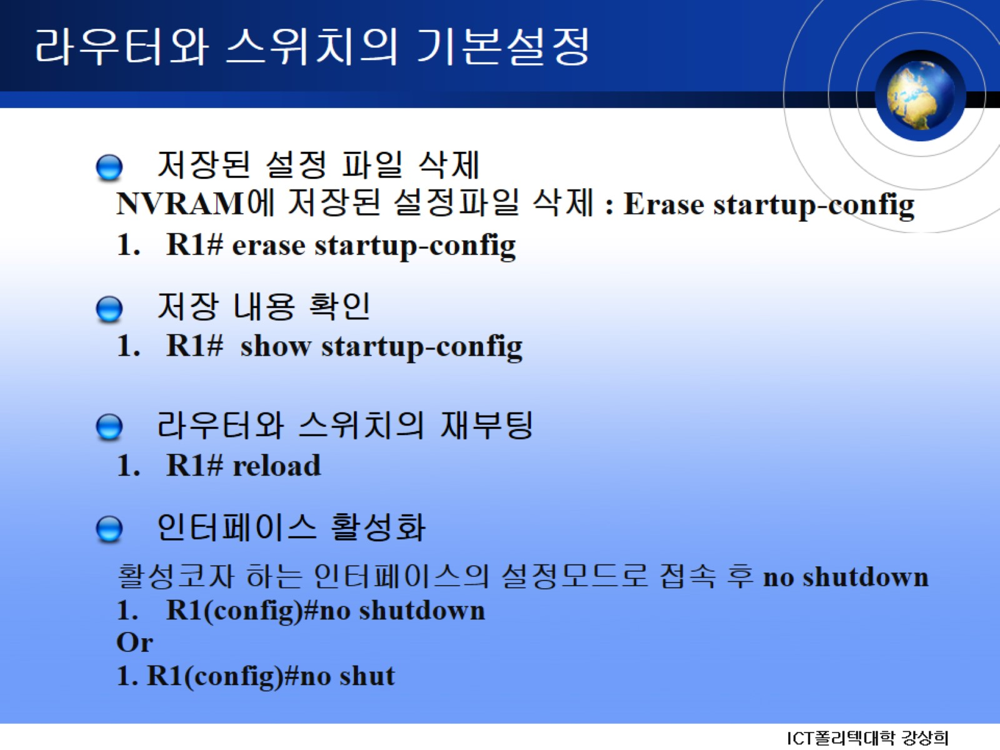 라우터와 스위치의 기본설정
저장된 설정 파일 삭제
NVRAM에 저장된 설정파일 삭제 : Erase startup-config
1. R1# erase startup-config
저장 내용 확인
1. R1# show startup-config
라우터와 스위치의 재부팅
1. R1# reload
인터페이스 활성화
활성코자 하는 인터페이스의 설정모드로 접속 후 no shutdown
1. R1(config)#no shutdown
Or
1. R1(config)#no shut
ICT폴리텍대학 강상희